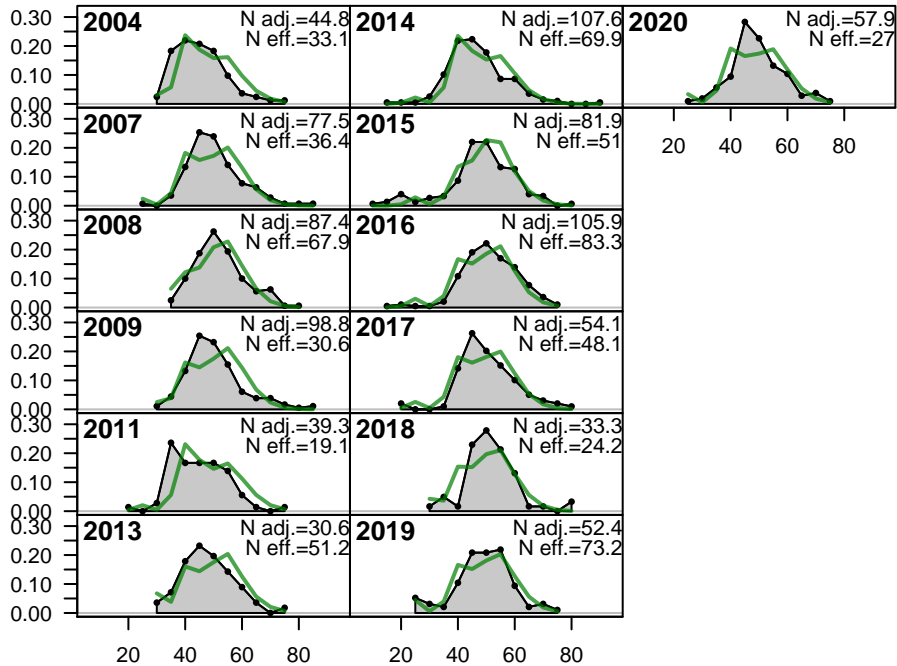 2004
N adj.=44.8
N eff.=33.1
2014
N adj.=107.6
N eff.=69.9
2020
N adj.=57.9
N eff.=27
0.30
0.20
0.10
0.00
2007
N adj.=77.5
N eff.=36.4
2015
N adj.=81.9
N eff.=51
20 40 60 80
0.30
0.20
0.10
0.00
2008
N adj.=87.4
N eff.=67.9
2016
N adj.=105.9
N eff.=83.3
0.30
0.20
0.10
0.00
2009
N adj.=98.8
N eff.=30.6
2017
N adj.=54.1
N eff.=48.1
0.30
0.20
0.10
0.00
2011
N adj.=39.3
N eff.=19.1
2018
N adj.=33.3
N eff.=24.2
0.30
0.20
0.10
0.00
2013
N adj.=30.6
N eff.=51.2
2019
N adj.=52.4
N eff.=73.2
0.30
0.20
0.10
0.00
20 40 60 80 20 40 60 80